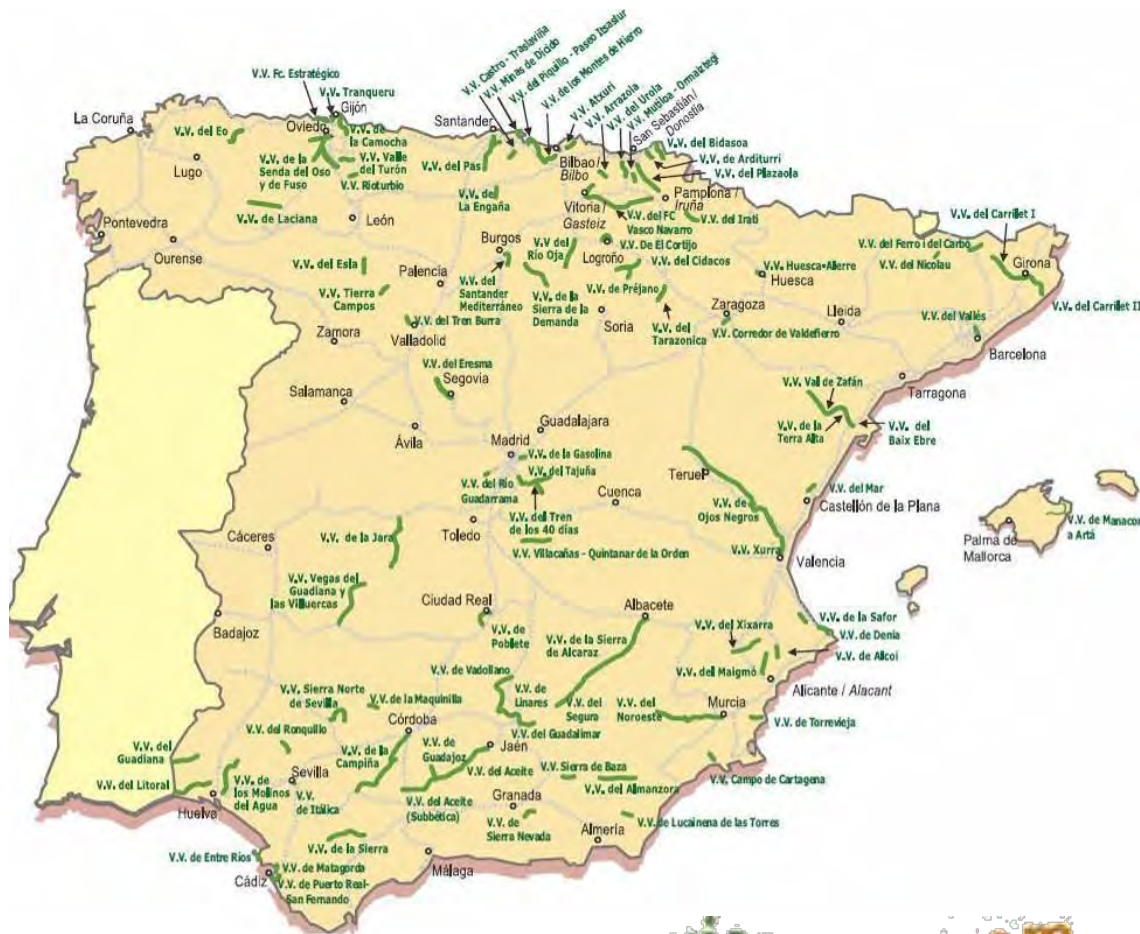 V.V. Fc. Estratégico
V.V. Tranqueru
Gijón
La Coruña
Oviedo
V.V. de
la Camocha
V.V. del Eo
Lugo
V.V. de la
Senda del Oso
y de Fuso
V.V. Valle
del Turón
V.V. Rioturbio
V.V. de Laciana
León
Pontevedra
Ourense
V.V. Castro - Traslaviña
V.V. Minas de Dícido
V.V. del Piquillo - Paseo Itsaslur
V.V. de los Montes de Hierro
V.V. Atxuri
V.V. Arrazola
V.V. del Urola
V.V. Mutiloa - Ormaiztegi
San Sebastián/
Donostia
Santander
V.V. del Pas
Bilbao/
Bilbo
V.V. del Bidasoa
V.V. de Arditurri
V.V. del Plazaola
V.V. de
La Engaña
Vitoria/
Gasteiz
Pamplona
Iruña
V.V. del FC
Vasco Navarro
V.V. del Irati
Burgos
V.V del
Río Oja
Logroño
V.V. De El Cortijo
V.V. del Cidacos
V.V. de Préjano
V.V. del
Santander
Mediterráneo
V.V. de la
Sierra de la
Demanda
Soria
V.V. del
Tarazonica
V.V. Huesca-Alierre
Huesca
Zaragoza
V.V. Corredor de Valdefierro
Lleida
V.V. del Carrilet I
V.V. del Ferro i del Carbó
V.V. del Nicolau
Girona
V.V. del Carrilet II
V.V. del Vallés
Barcelona
Tarragona
V.V. del Esla
Palencia
V.V. Tierra
Campos
V.V. del Tren Burra
Zamora
Valladolid
V.V. del Eresma
Segovia
Salamanca
Ávila
Guadalajara
Madrid
V.V. de la Gasolina
V.V. del Tajuña
V.V. del Río
Guadarrama
V.V. del Tren
de los 40 días
Cuenca
Toledo
V.V. Villacañas - Quintanar de la Orden
V.V. Val de Zafán
V.V. de la
Terra Alta
V.V. del
Baix Ebre
Teruel
V.V. de
Ojos Negros
V.V. del Mar
Castellón de la Plana
V.V. Xurra
Valencia
V.V. de Manacor
a Artà
Palma de
Mallorca
Cáceres
V.V. de la Jara
V.V. Vegas del
Guadiana y
las Villuercas
Badajoz
Ciudad Real
V.V. de
Poblete
Albacete
V.V. de la Sierra
de Alcaraz
V.V. del Xixarra
V.V. de la Safor
V.V. de Denia
V.V. de Alcoi
V.V. del Maigmó
Alicante / Alacant
V.V. de Vadollano
V.V. de
Linares
V.V. del
Segura
V.V. del
Noroeste
Murcia
V.V. de Torrevieja
V.V. del Guadalimar
V.V. Sierra Norte
de Sevilla
V.V. de la Maquinilla
V.V. del Ronquillo
Córdoba
V.V. de la
Campiña
V.V. de
Guadajoz
Jaén
V.V. del Aceite
V.V. del Aceite
(Subbética)
V.V. Sierra de Baza
V.V. del Almanzora
V.V. Campo de Cartagena
V.V. del
Guadiana
V.V. del Litoral
Huelva
V.V. de
los Molinos
del Agua
Sevilla
V.V.
de Itálica
Granada
V.V. de
Sierra Nevada
Almería
V.V. de Lucainena de las Torres
V.V. de la Sierra
V.V. de Entre Ríos
Cádiz
V.V. de Matagorda
V.V. de Puerto Real-
San Fernando
Málaga